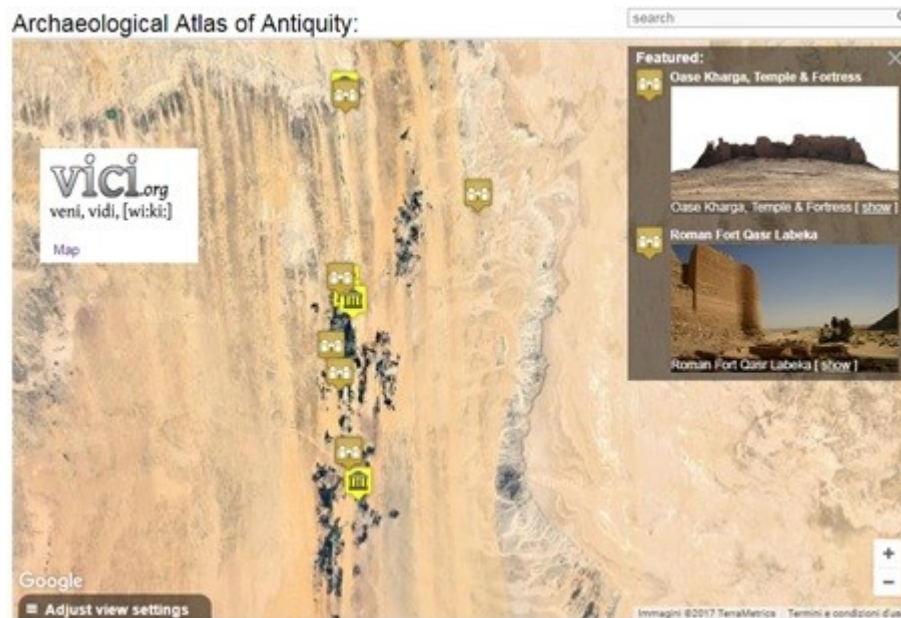 Archaeological Atlas of Antiquity:
search
vici.org
veni, vidi, [wi:ki:]
Map
Featured:
Oase Kharga, Temple & Fortress
Oase Kharga, Temple & Fortress [ show ]
Roman Fort Qasr Labeka
Roman Fort Qasr Labeka [ show ]
+
−
Google
≡ Adjust view settings
Immagini ©2017 TerraMetrics Termini e condizioni d'uso